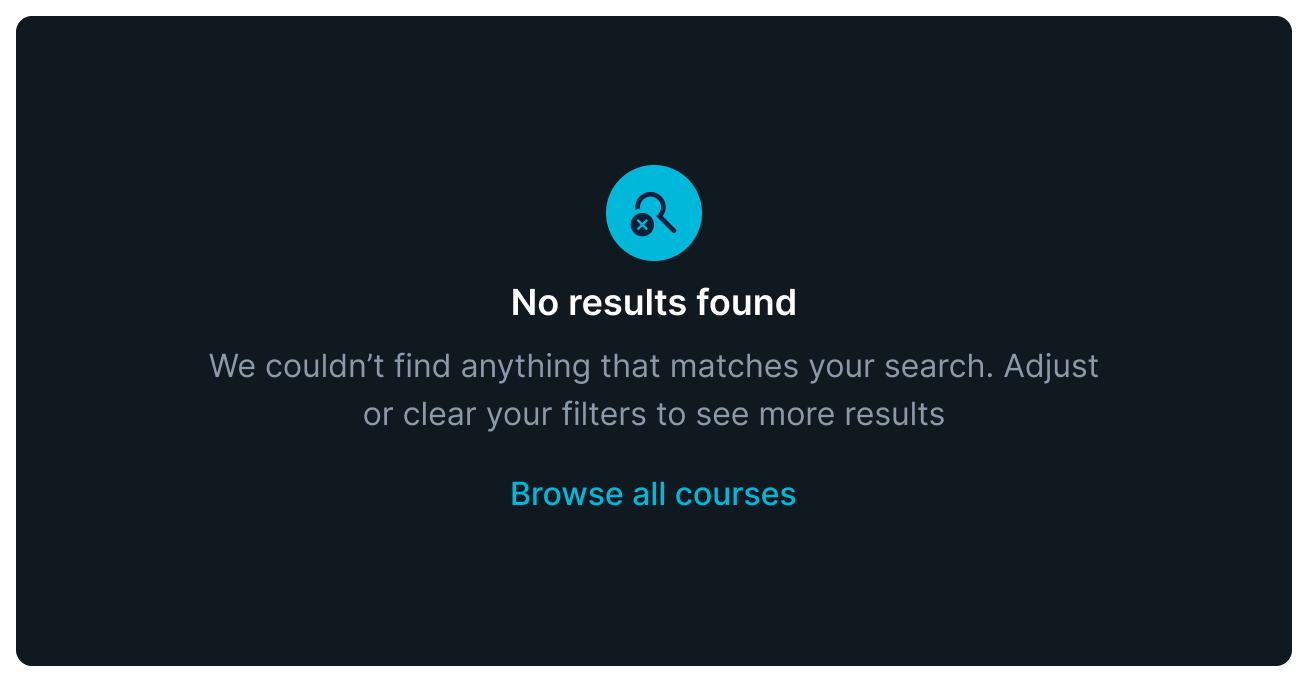 No results found
We couldn’t find anything that matches your search. Adjust
or clear your filters to see more results
Browse all courses